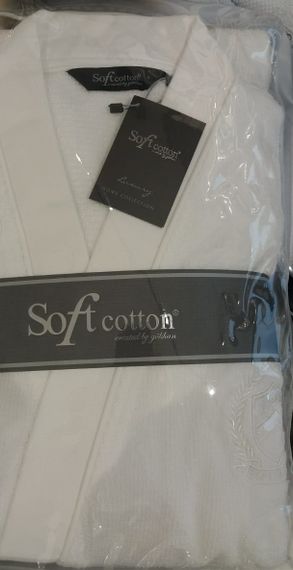 Soft cotton®
Soft
cotton®
Luxury
HOME COLLECTION
Soft cotton®
created by gökhan